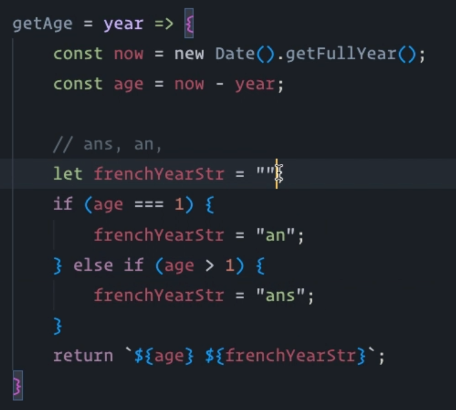 getAge = year => {
const now = new Date().getFullYear();
const age = now - year;
// ans, an,
let frenchYearStr = "";
if (age === 1) {
frenchYearStr = "an";
} else if (age > 1) {
frenchYearStr = "ans";
}
return `${age} ${frenchYearStr}`;
}